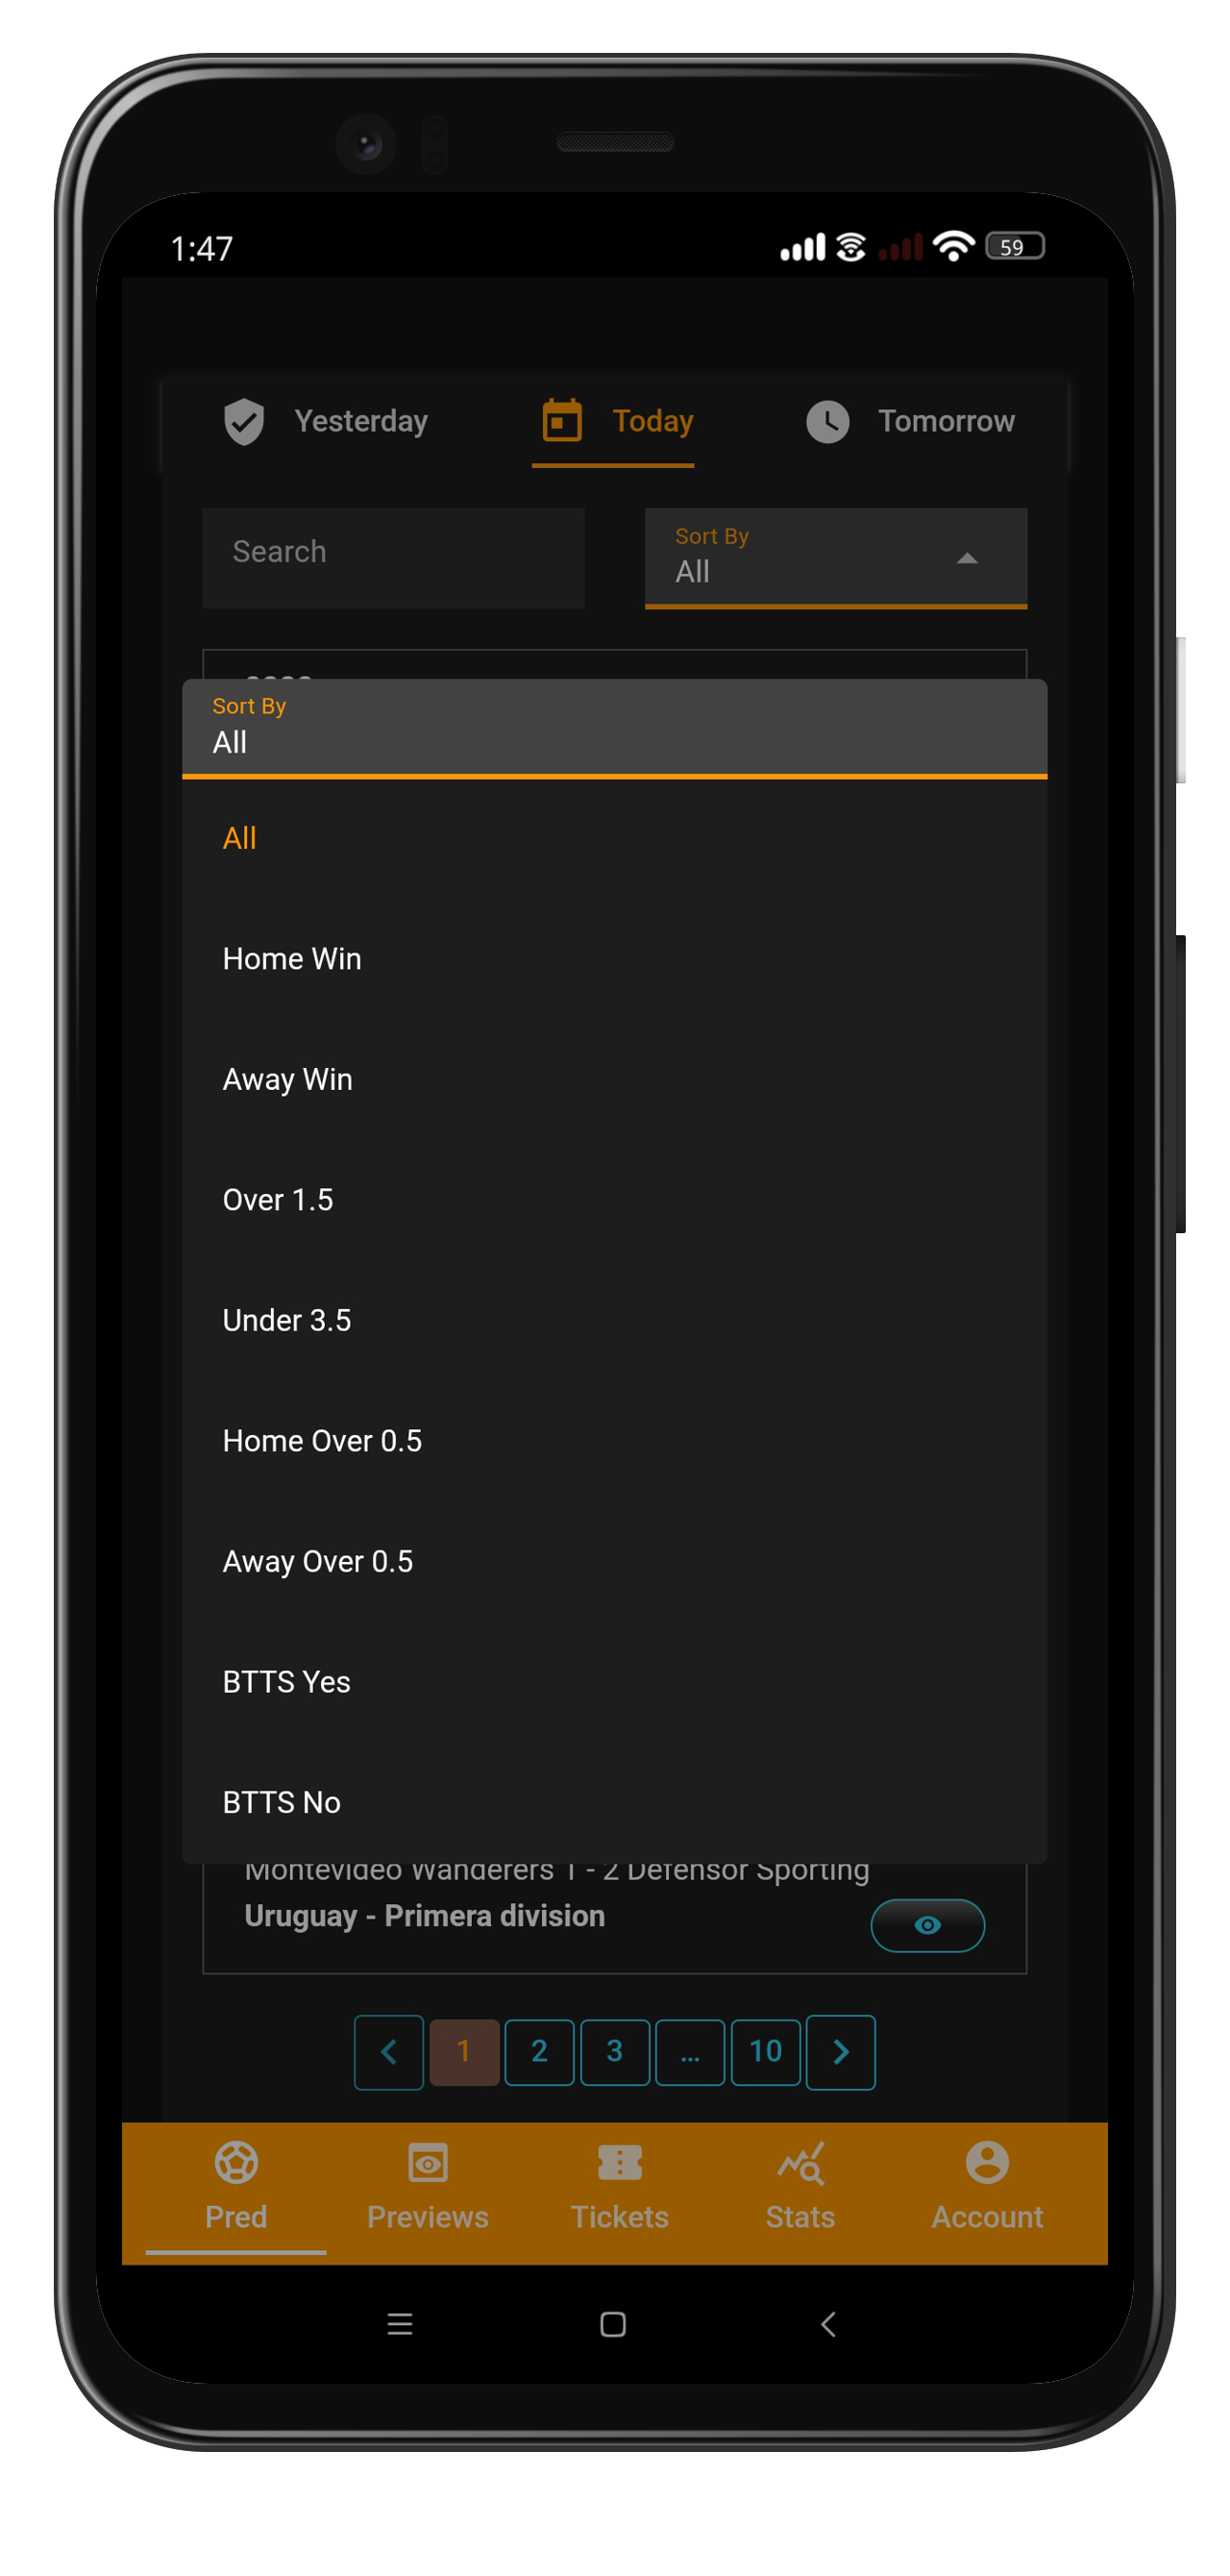 1:47
59
Yesterday
Today
Tomorrow
Search
Sort By
All
Sort By
All
All
Home Win
Away Win
Over 1.5
Under 3.5
Home Over 0.5
Away Over 0.5
BTTS Yes
BTTS No
Montevideo Wanderers 1 - 2 Defensor Sporting
Uruguay - Primera division
1 2 3 ... 10
Pred Previews Tickets Stats Account